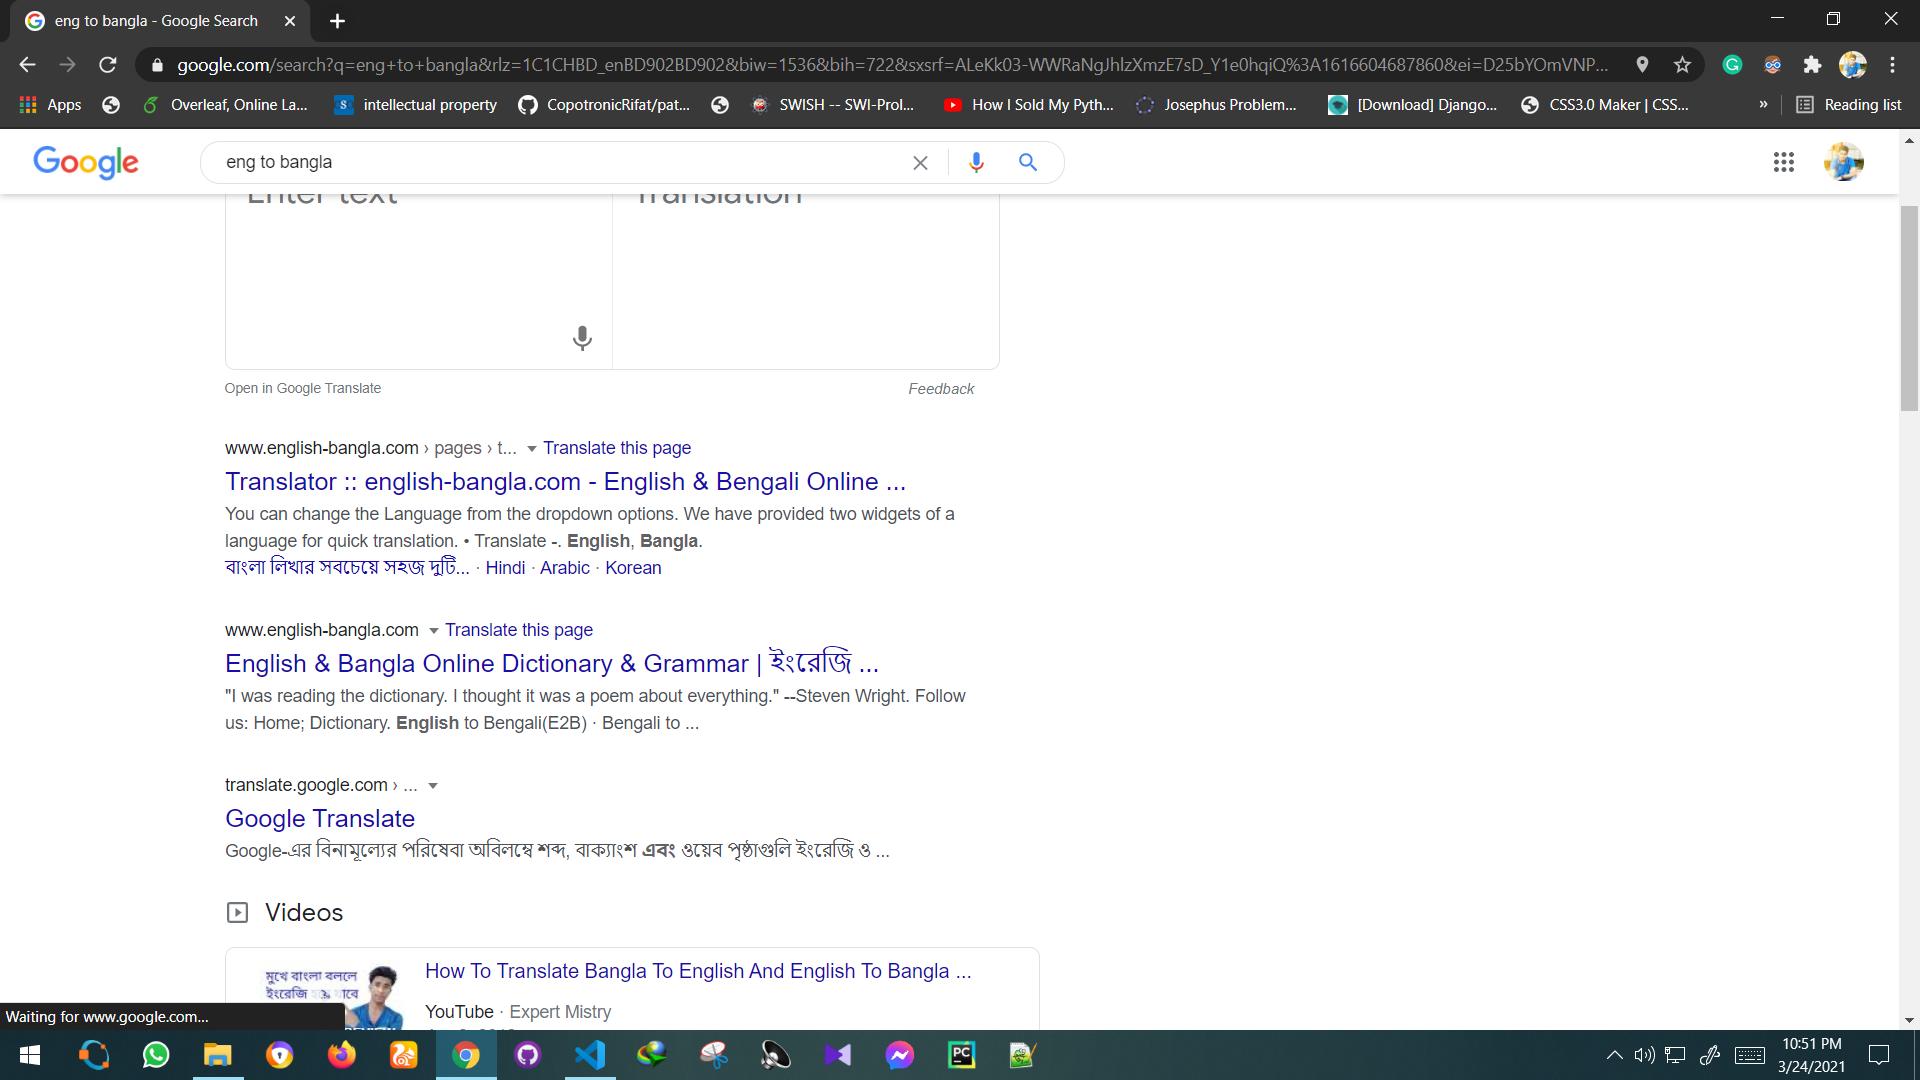 eng to bangla - Google Search
google.com/search?q=eng+to+bangla&rlz=1C1CHBD_enBD902BD902&biw=1536&bih=722&sxsrf=ALeKk03-WWRaNgJhlzXmzE7sD_Y1e0hqiQ%3A1616604687860&ei=D25bYOmVNP...
Apps Overleaf, Online La... intellectual property CopotronicRifat/pat... SWISH -- SWI-Prol... How I Sold My Pyth... Josephus Problem... [Download] Django... CSS3.0 Maker | CSS... » Reading list
Google eng to bangla
Enter text Translation
Open in Google Translate Feedback
www.english-bangla.com › pages › t... Translate this page
Translator :: english-bangla.com - English & Bengali Online ...
You can change the Language from the dropdown options. We have provided two widgets of a
language for quick translation. • Translate -. English, Bangla.
বাংলা লিখার সবচেয়ে সহজ দুটি... · Hindi · Arabic · Korean
www.english-bangla.com Translate this page
English & Bangla Online Dictionary & Grammar | ইংরেজি ...
"I was reading the dictionary. I thought it was a poem about everything." --Steven Wright. Follow
us: Home; Dictionary. English to Bengali(E2B) · Bengali to ...
translate.google.com › ...
Google Translate
Google-এর বিনামূল্যের পরিষেবা অবিলম্বে শব্দ, বাক্যাংশ এবং ওয়েব পৃষ্ঠাগুলি ইংরেজি ও ...
Videos
How To Translate Bangla To English And English To Bangla ...
মুখে বাংলা বললে
ইংরেজি হয়ে যাবে
YouTube · Expert Mistry
Waiting for www.google.com...
10:51 PM
3/24/2021